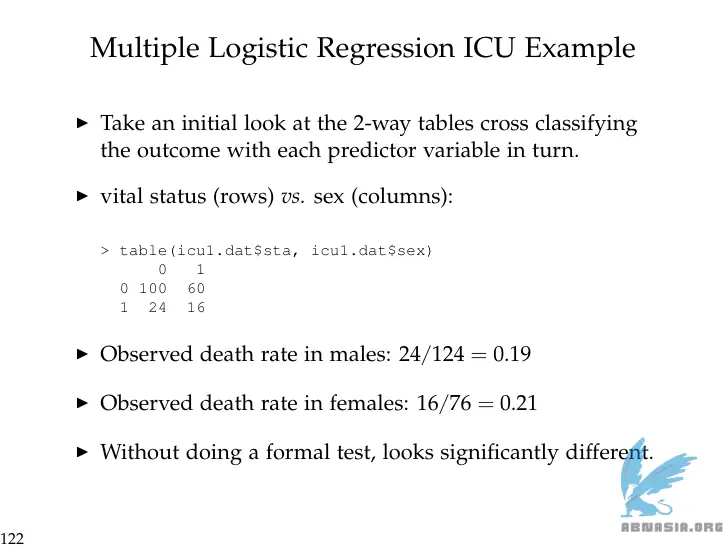 Multiple Logistic Regression ICU Example
▶ Take an initial look at the 2-way tables cross classifying
the outcome with each predictor variable in turn.
▶ vital status (rows) vs. sex (columns):
> table(icu1.dat$sta, icu1.dat$sex)
0 1
0 100 60
1 24 16
▶ Observed death rate in males: 24/124 = 0.19
▶ Observed death rate in females: 16/76 = 0.21
▶ Without doing a formal test, looks significantly different.
ABNASIA.ORG
122